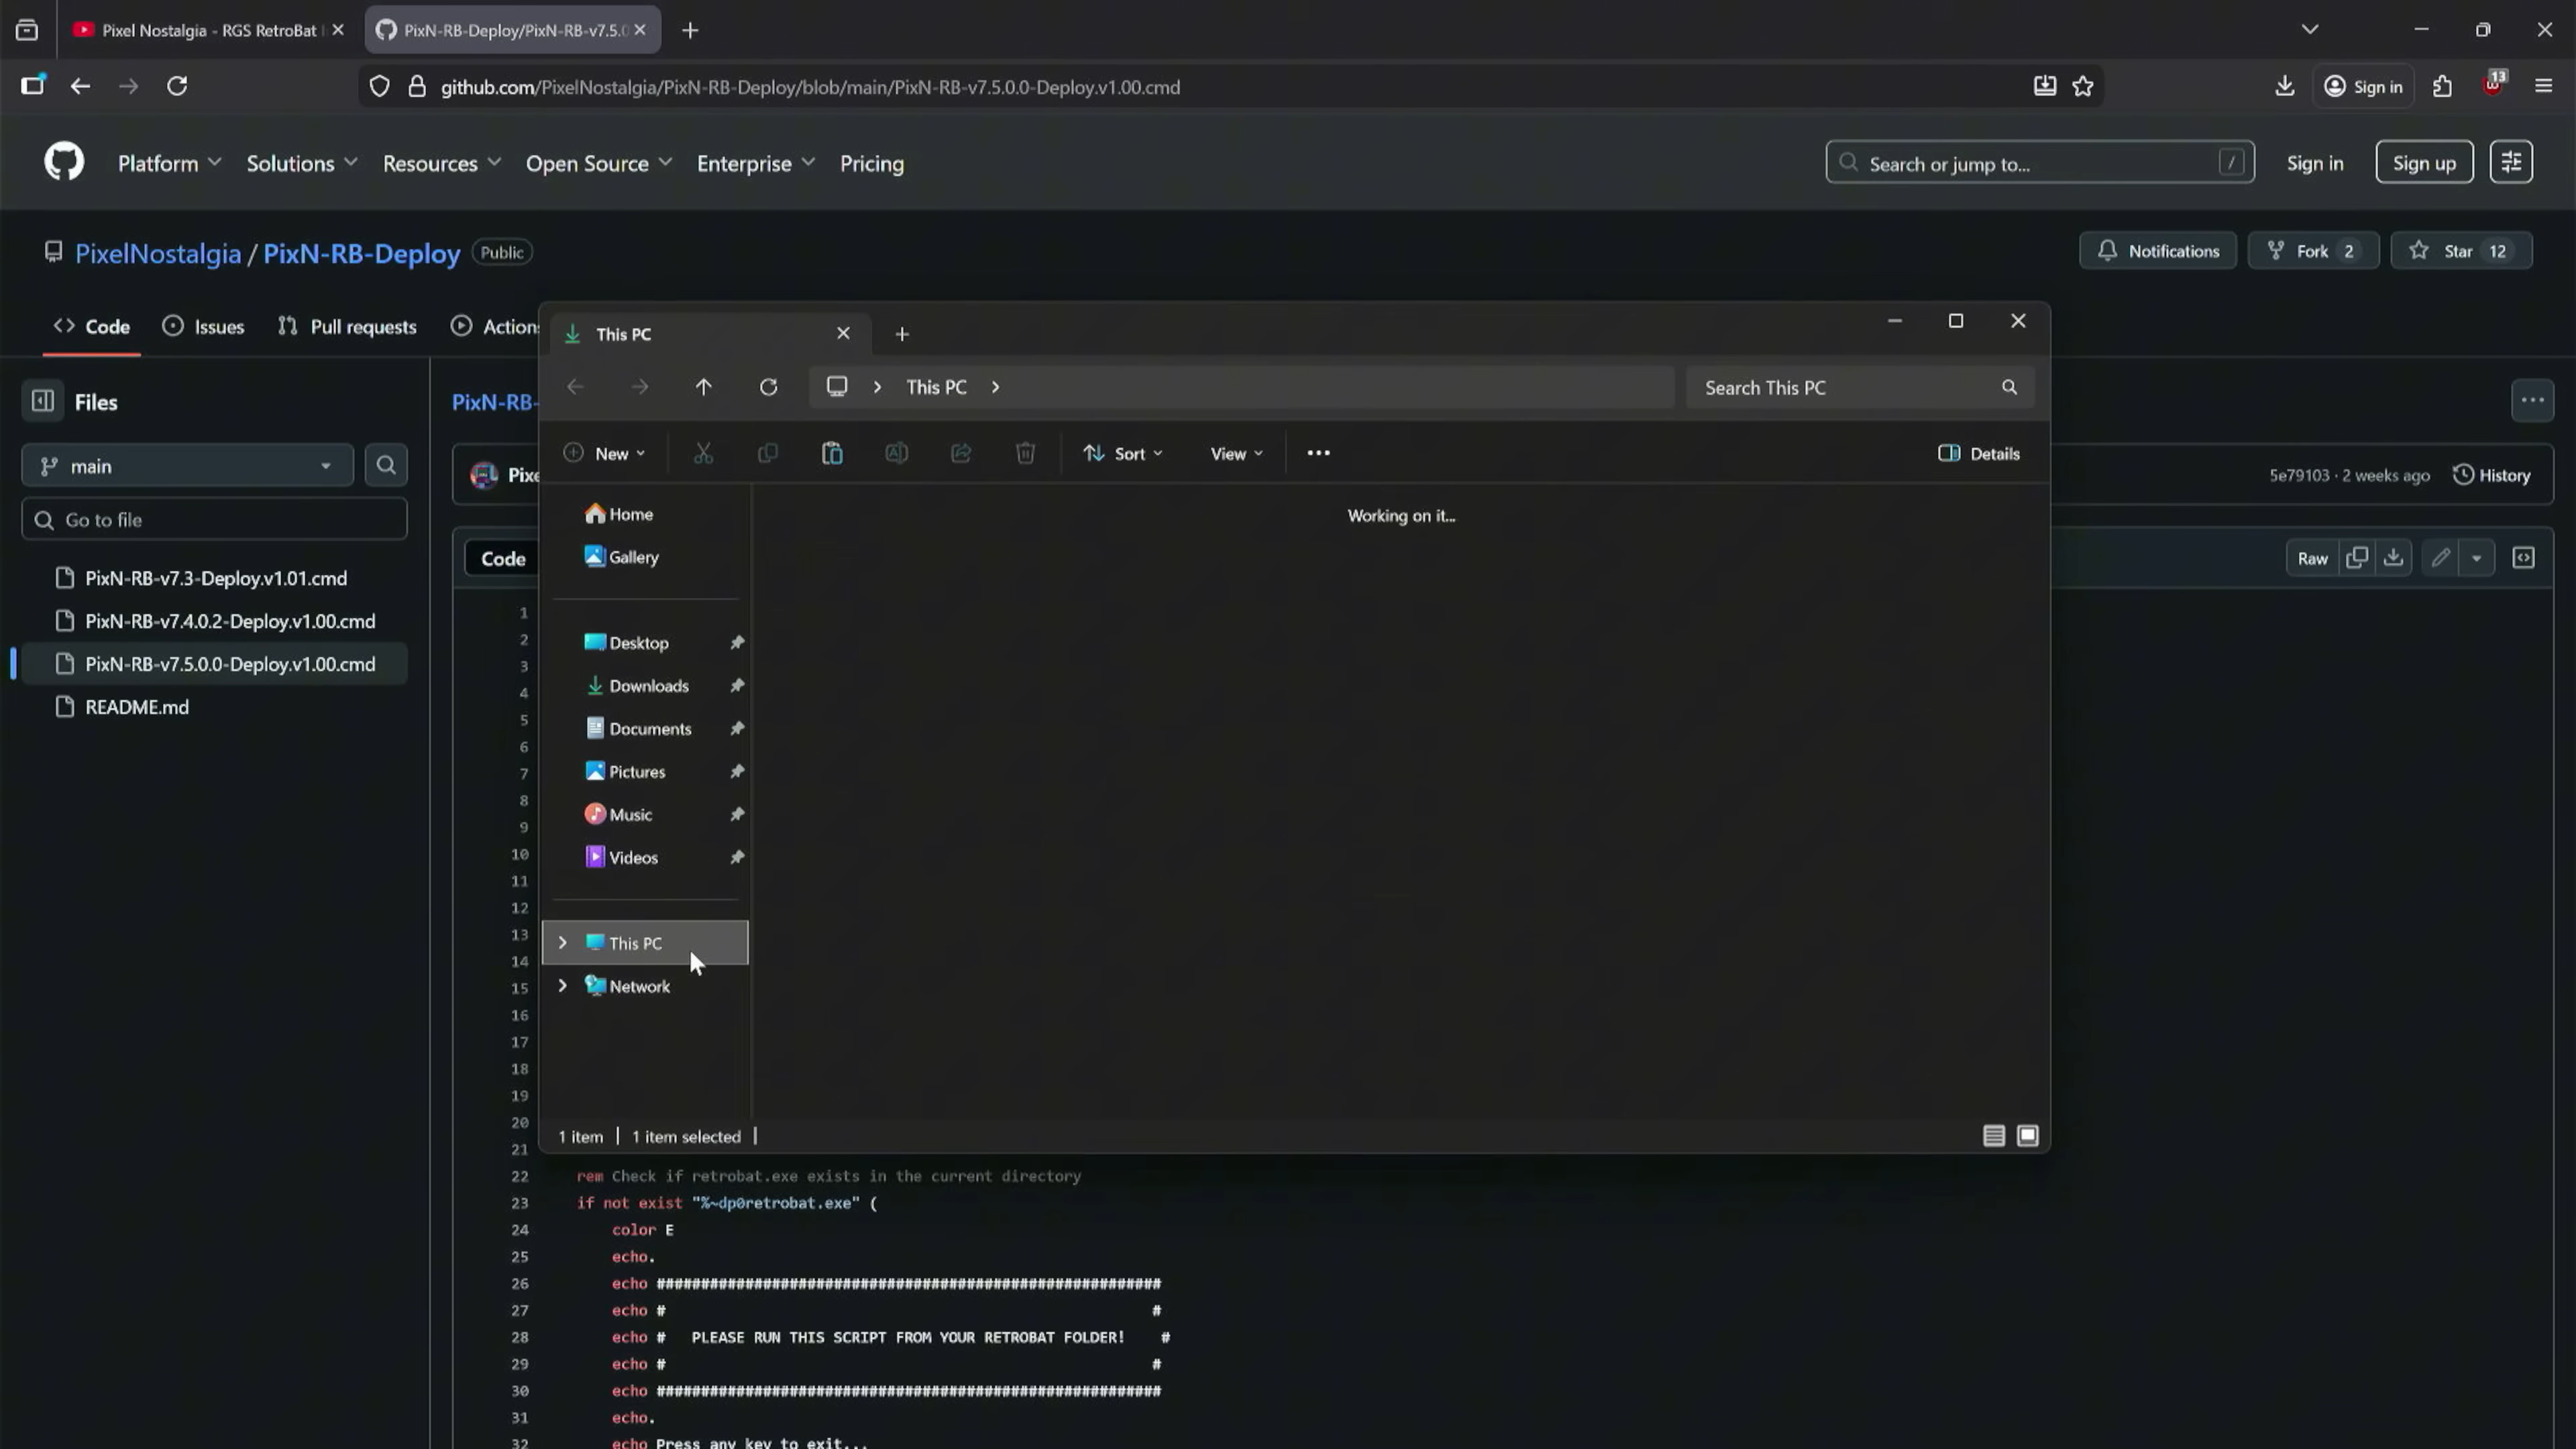 Pixel Nostalgia - RGS RetroBat
PixN-RB-Deploy/PixN-RB-v7.5.0
github.com/PixelNostalgia/PixN-RB-Deploy/blob/main/PixN-RB-v7.5.0.0-Deploy.v1.00.cmd
Sign in
13
Platform
Solutions
Resources
Open Source
Enterprise
Pricing
Search or jump to...
/
Sign in
Sign up
PixelNostalgia / PixN-RB-Deploy
Public
Notifications
Fork 2
Star 12
Code
Issues
Pull requests
Actions
Files
main
Go to file
PixN-RB-v7.3-Deploy.v1.01.cmd
PixN-RB-v7.4.0.2-Deploy.v1.00.cmd
PixN-RB-v7.5.0.0-Deploy.v1.00.cmd
README.md
PixN-RB-
Pixe
5e79103 · 2 weeks ago
History
Code
Raw
This PC
This PC
Search This PC
New
Sort
View
Details
Home
Gallery
Desktop
Downloads
Documents
Pictures
Music
Videos
This PC
Network
Working on it...
1 item
1 item selected
1
2
3
4
5
6
7
8
9
10
11
12
13
14
15
16
17
18
19
20
21
22 rem Check if retrobat.exe exists in the current directory
23 if not exist "%~dp0retrobat.exe" (
24 color E
25 echo.
26 echo #########################################################
27 echo # #
28 echo # PLEASE RUN THIS SCRIPT FROM YOUR RETROBAT FOLDER! #
29 echo # #
30 echo #########################################################
31 echo.
32 echo Press any key to exit...